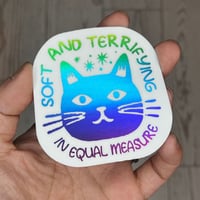 SOFT AND TERRIFYING
IN EQUAL MEASURE